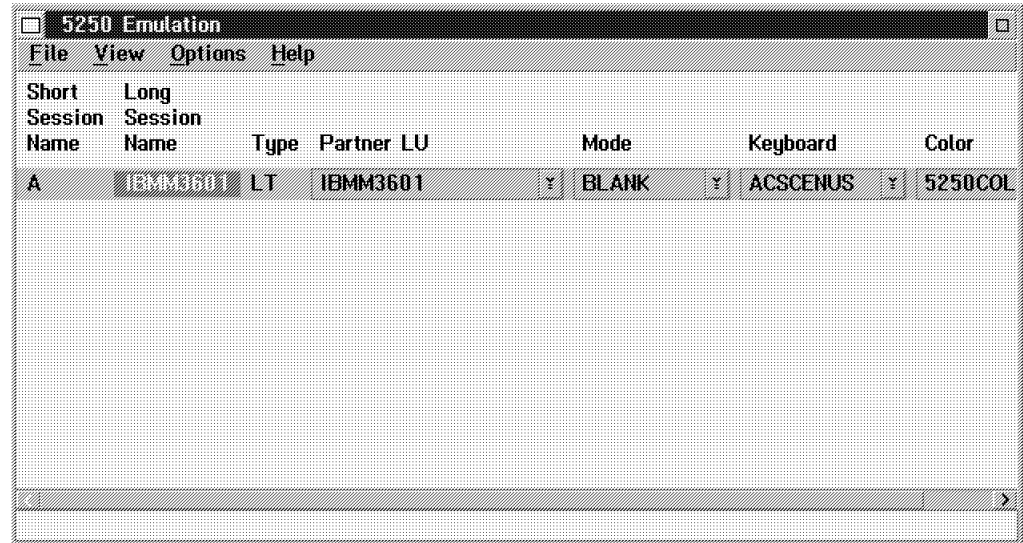 5250 Emulation
File View Options Help
Short Long
Session Session
Name Name Type Partner LU Mode Keyboard Color
A IBMM3601 LT IBMM3601 BLANK ACSCENUS 5250COL